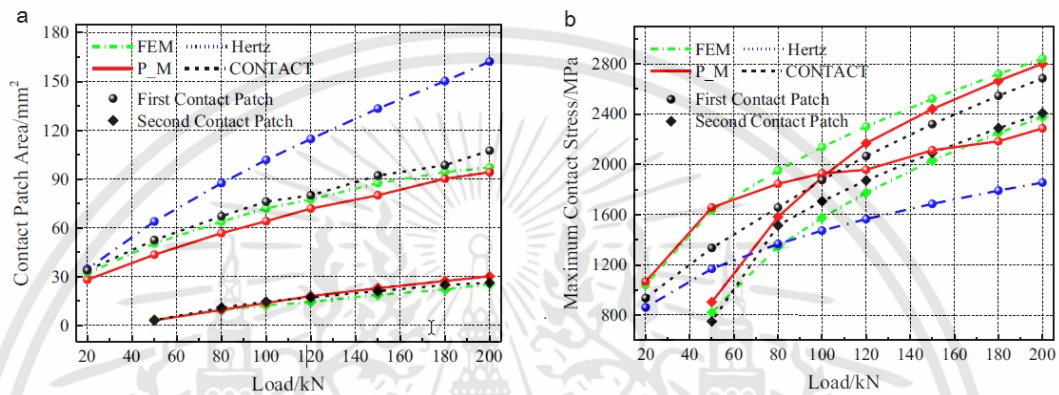 a
Contact Patch Area/mm²
180
150
120
90
60
30
0
FEM Hertz
P_M CONTACT
First Contact Patch
Second Contact Patch
20 40 60 80 100 120 140 160 180 200
Load/kN
b
Maximum Contact Stress/MPa
2800
2400
2000
1600
1200
800
FEM Hertz
P_M CONTACT
First Contact Patch
Second Contact Patch
20 40 60 80 100 120 140 160 180 200
Load/kN